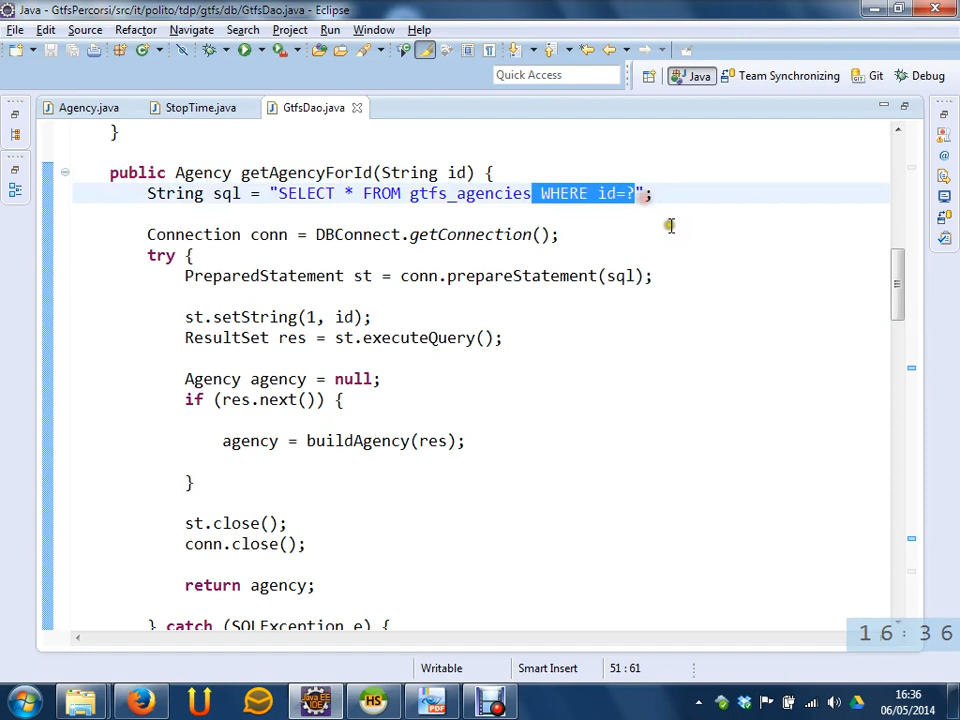 Java - GtfsPercorsi/src/it/polito/tdp/gtfs/db/GtfsDao.java - Eclipse
File Edit Source Refactor Navigate Search Project Run Window Help
Quick Access
Java Team Synchronizing Git Debug
Agency.java StopTime.java GtfsDao.java
}
public Agency getAgencyForId(String id) {
String sql = "SELECT * FROM gtfs_agencies WHERE id=?";
Connection conn = DBConnect.getConnection();
try {
PreparedStatement st = conn.prepareStatement(sql);
st.setString(1, id);
ResultSet res = st.executeQuery();
Agency agency = null;
if (res.next()) {
agency = buildAgency(res);
}
st.close();
conn.close();
return agency;
} catch (SQLException e) {
16:36
Writable Smart Insert 51 : 61
16:36
06/05/2014